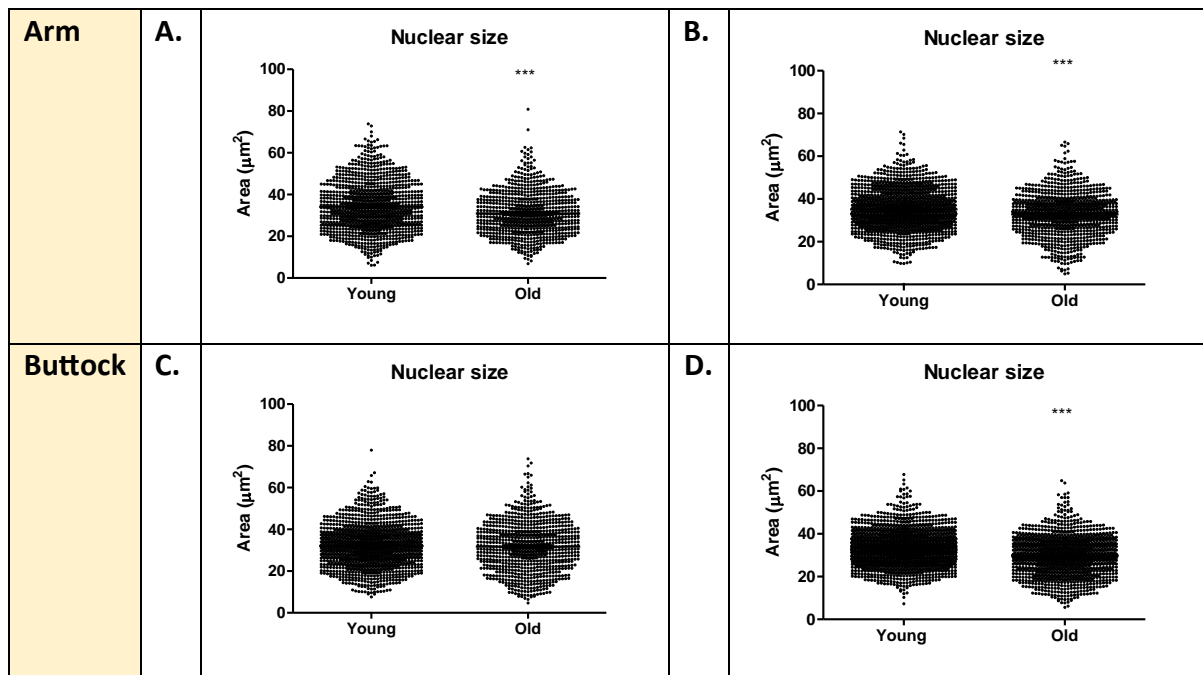 Arm
A.
Nuclear size
***
100
80
60
40
20
0
Area (μm²)
Young Old
B.
Nuclear size
***
100
80
60
40
20
0
Area (μm²)
Young Old
Buttock
C.
Nuclear size
100
80
60
40
20
0
Area (μm²)
Young Old
D.
Nuclear size
***
100
80
60
40
20
0
Area (μm²)
Young Old